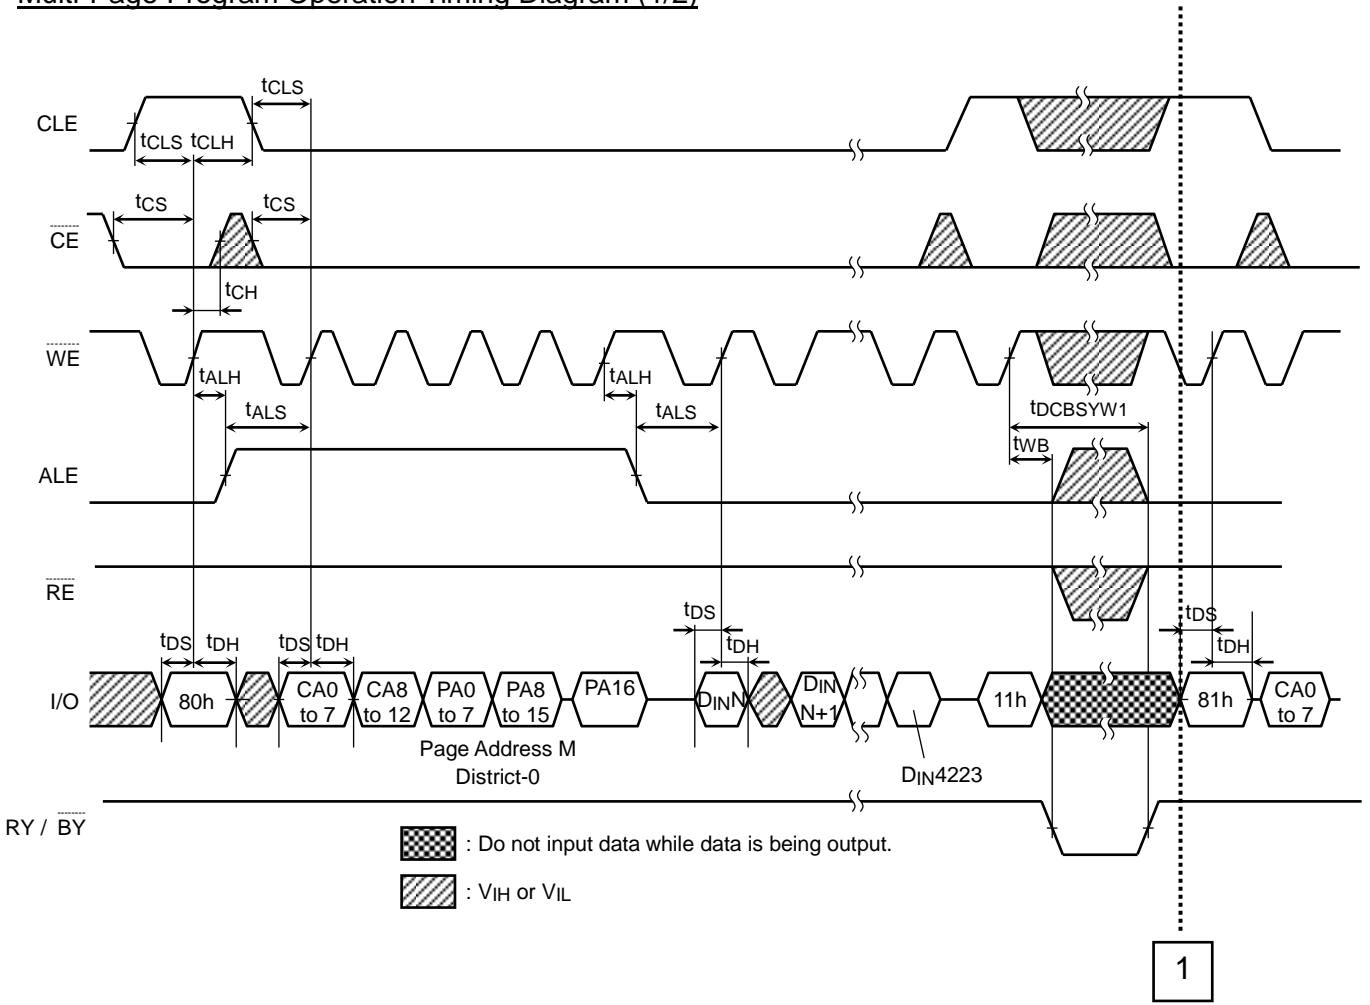 Multi-Page Program Operation Timing Diagram (1/2)
tCLS
CLE
tCLS tCLH
tCS tCS
CE
tCH
WE
tALH tALH
tALS tALS tDCBSYW1
tWB
ALE
RE
tDS tDS
tDS tDH tDS tDH tDH tDH
I/O 80h CA0 to 7 CA8 to 12 PA0 to 7 PA8 to 15 PA16 DINN DIN N+1 11h 81h CA0 to 7
Page Address M
District-0
DIN4223
RY / BY
: Do not input data while data is being output.
: VIH or VIL
1